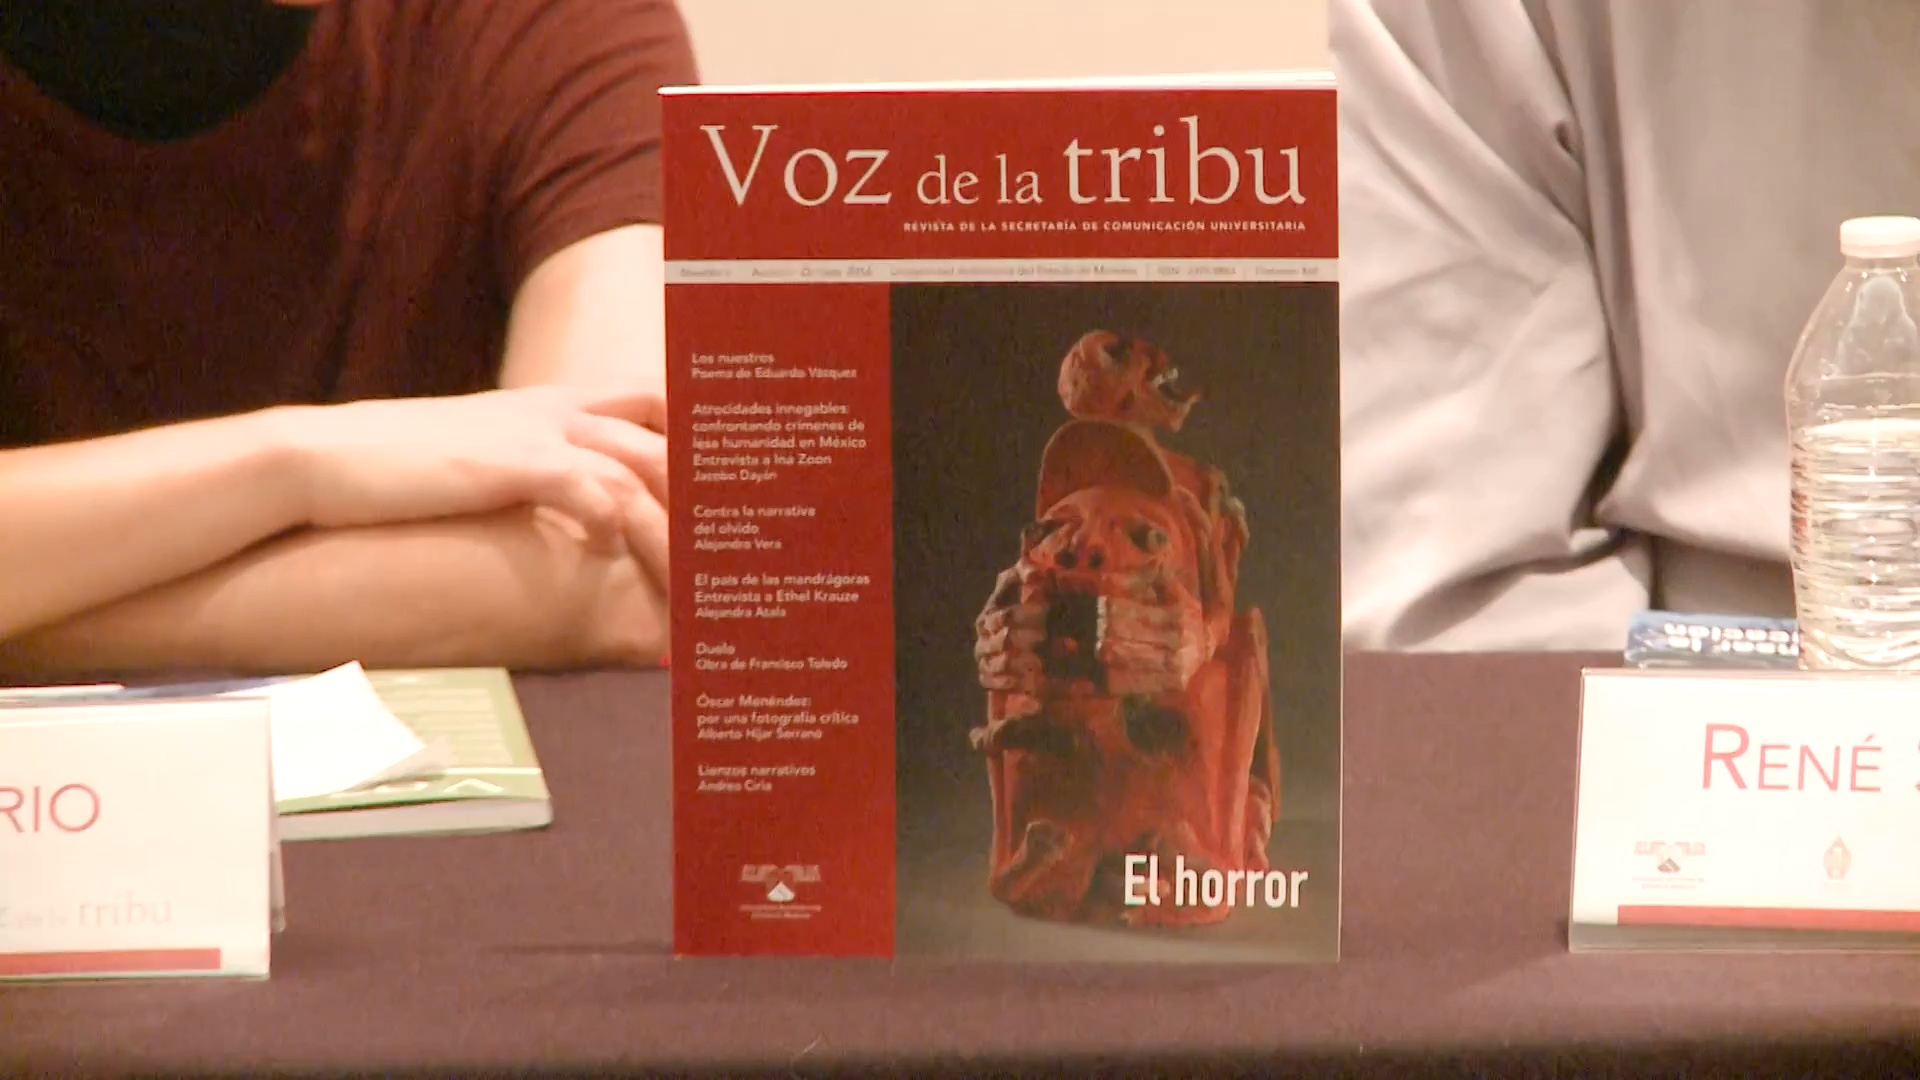 Voz de la tribu
REVISTA DE LA SECRETARÍA DE COMUNICACIÓN UNIVERSITARIA
Los nuestros
Poema de Eduardo Vázquez
Atrocidades innegables:
confrontando crímenes de
lesa humanidad en México
Entrevista a Ina Zoon
Jacobo Dayán
Contra la narrativa
del olvido
Alejandro Vera
El país de las mandrágoras
Entrevista a Ethel Krauze
Alejandra Atala
Duelo
Obra de Francisco Toledo
Óscar Menéndez:
por una fotografía crítica
Alberto Híjar Serrano
Lienzos narrativos
Andrea Ciria
El horror
RIO
de la tribu
RENÉ